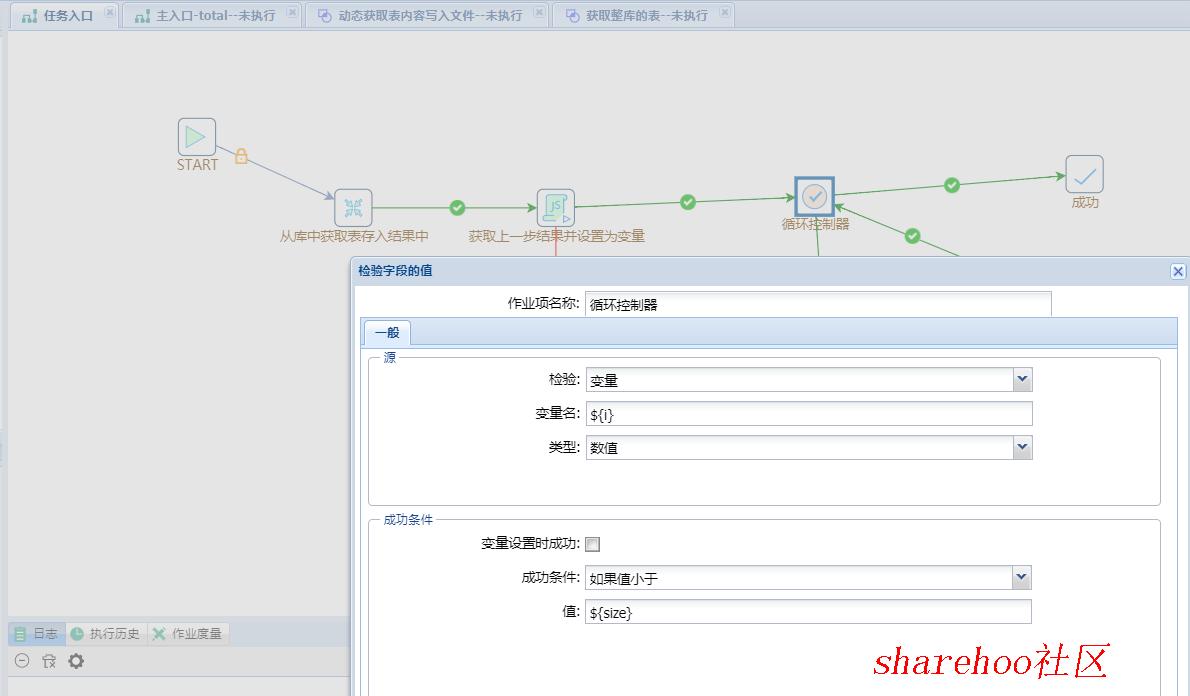 任务入口
主入口-total--未执行
动态获取表内容写入文件--未执行
获取整库的表--未执行
START
从库中获取表存入结果中
JS
获取上一步结果并设置为变量
循环控制器
成功
检验字段的值
作业项名称: 循环控制器
一般
源
检验: 变量
变量名: ${i}
类型: 数值
成功条件
变量设置时成功:
成功条件: 如果值小于
值: ${size}
日志
执行历史
作业度量
sharehoo社区